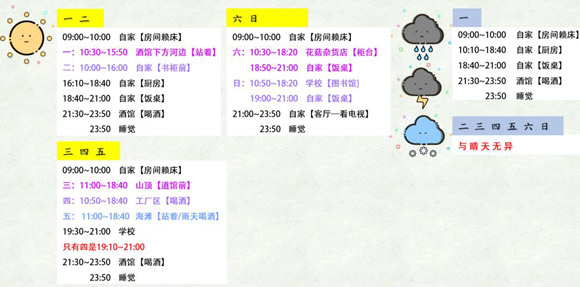 一 二
09:00~10:00 自家【房间赖床】
一：10:30~15:50 酒馆下方河边【站着】
二：10:00~16:00 自家【书柜前】
16:10~18:40 自家【厨房】
18:40~21:00 自家【饭桌】
21:30~23:50 酒馆【喝酒】
23:50 睡觉
三 四 五
09:00~10:00 自家【房间赖床】
三：11:00~18:40 山顶【道馆前】
四：10:50~18:40 工厂区【喝酒】
五：11:00~18:40 海滩【站着/雨天喝酒】
19:30~21:00 学校
只有四是19:10~21:00
21:30~23:50 酒馆【喝酒】
23:50 睡觉
六 日
09:00~10:00 自家【房间赖床】
六：10:30~18:20 花菇杂货店【柜台】
18:50~21:00 自家【饭桌】
日：10:50~18:20 学校【图书馆】
19:00~21:00 自家【饭桌】
21:00~23:50 自家【客厅—看电视】
23:50 睡觉
一
09:00~10:00 自家【房间赖床】
10:10~18:40 自家【厨房】
18:40~21:00 自家【饭桌】
21:30~23:50 酒馆【喝酒】
23:50 睡觉
二 三 四 五 六 日
与 晴 天 无 异